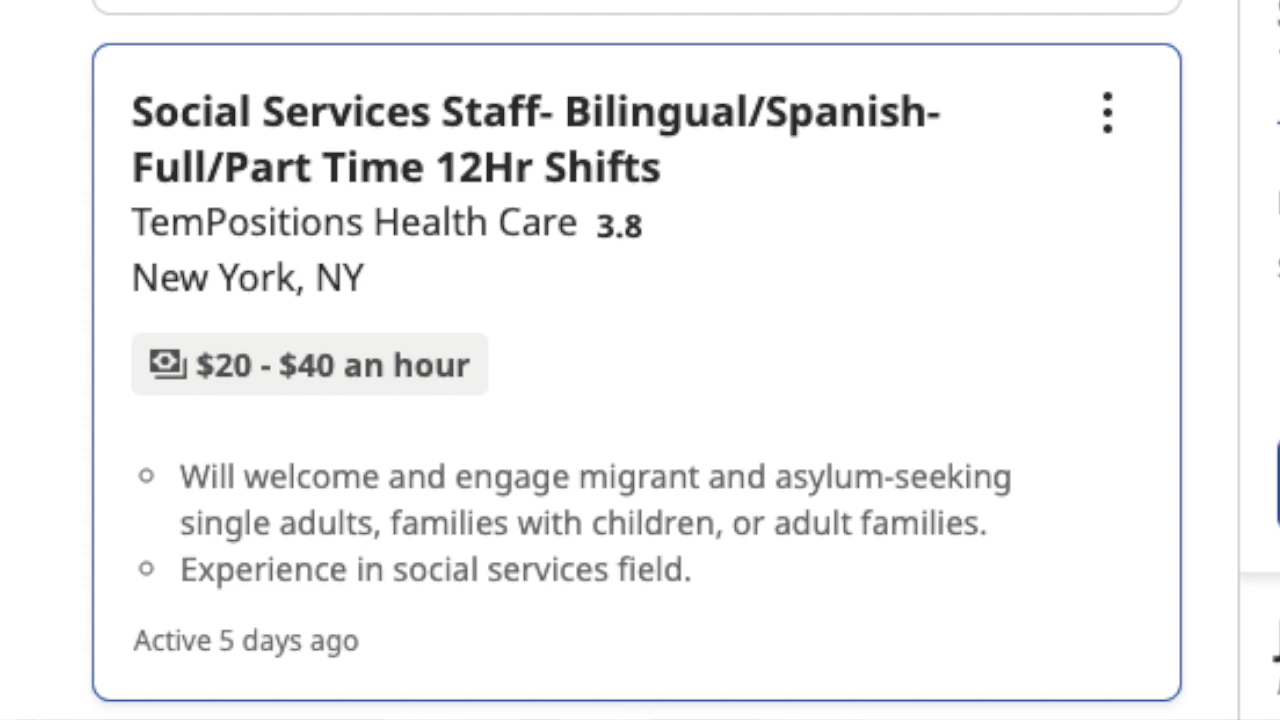 Social Services Staff- Bilingual/Spanish-
Full/Part Time 12Hr Shifts
TemPositions Health Care 3.8
New York, NY
$20 - $40 an hour
Will welcome and engage migrant and asylum-seeking
single adults, families with children, or adult families.
Experience in social services field.
Active 5 days ago